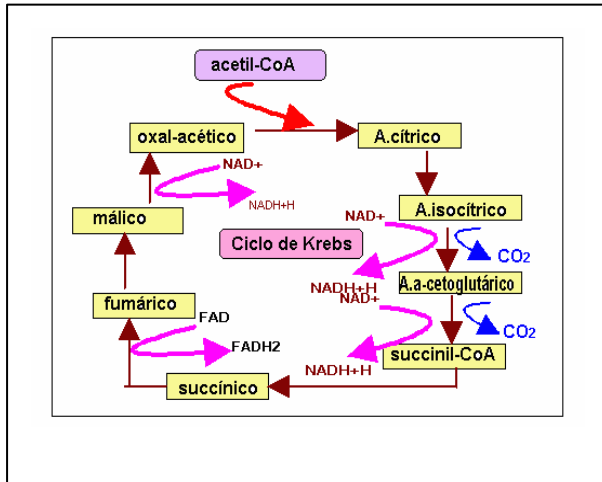 acetil-CoA
oxal-acético
A.cítrico
NAD+
NADH+H
málico
NAD+
A.isocítrico
CO2
Ciclo de Krebs
NADH+H
A.a-cetoglutárico
NAD+
fumárico
FAD
CO2
FADH2
succinil-CoA
NADH+H
succínico